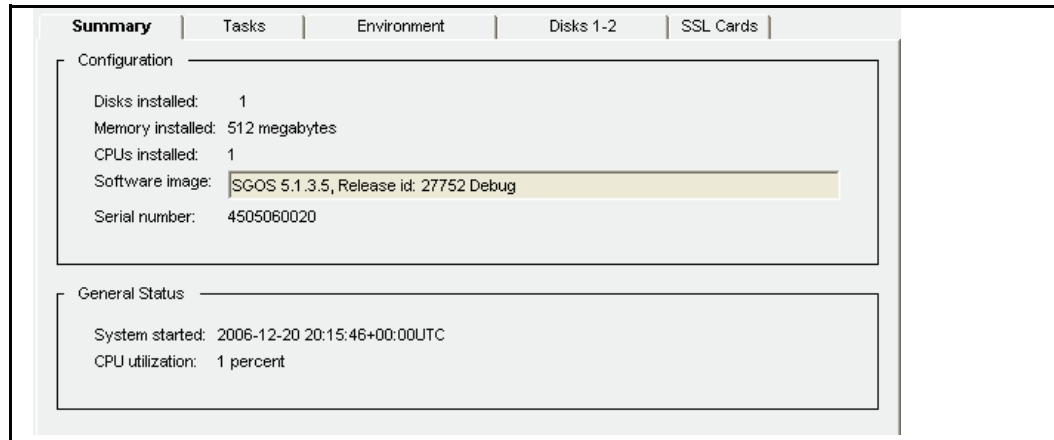 Summary Tasks Environment Disks 1-2 SSL Cards
Configuration
Disks installed: 1
Memory installed: 512 megabytes
CPUs installed: 1
Software image: SGOS 5.1.3.5, Release id: 27752 Debug
Serial number: 4505060020
General Status
System started: 2006-12-20 20:15:46+00:00UTC
CPU utilization: 1 percent